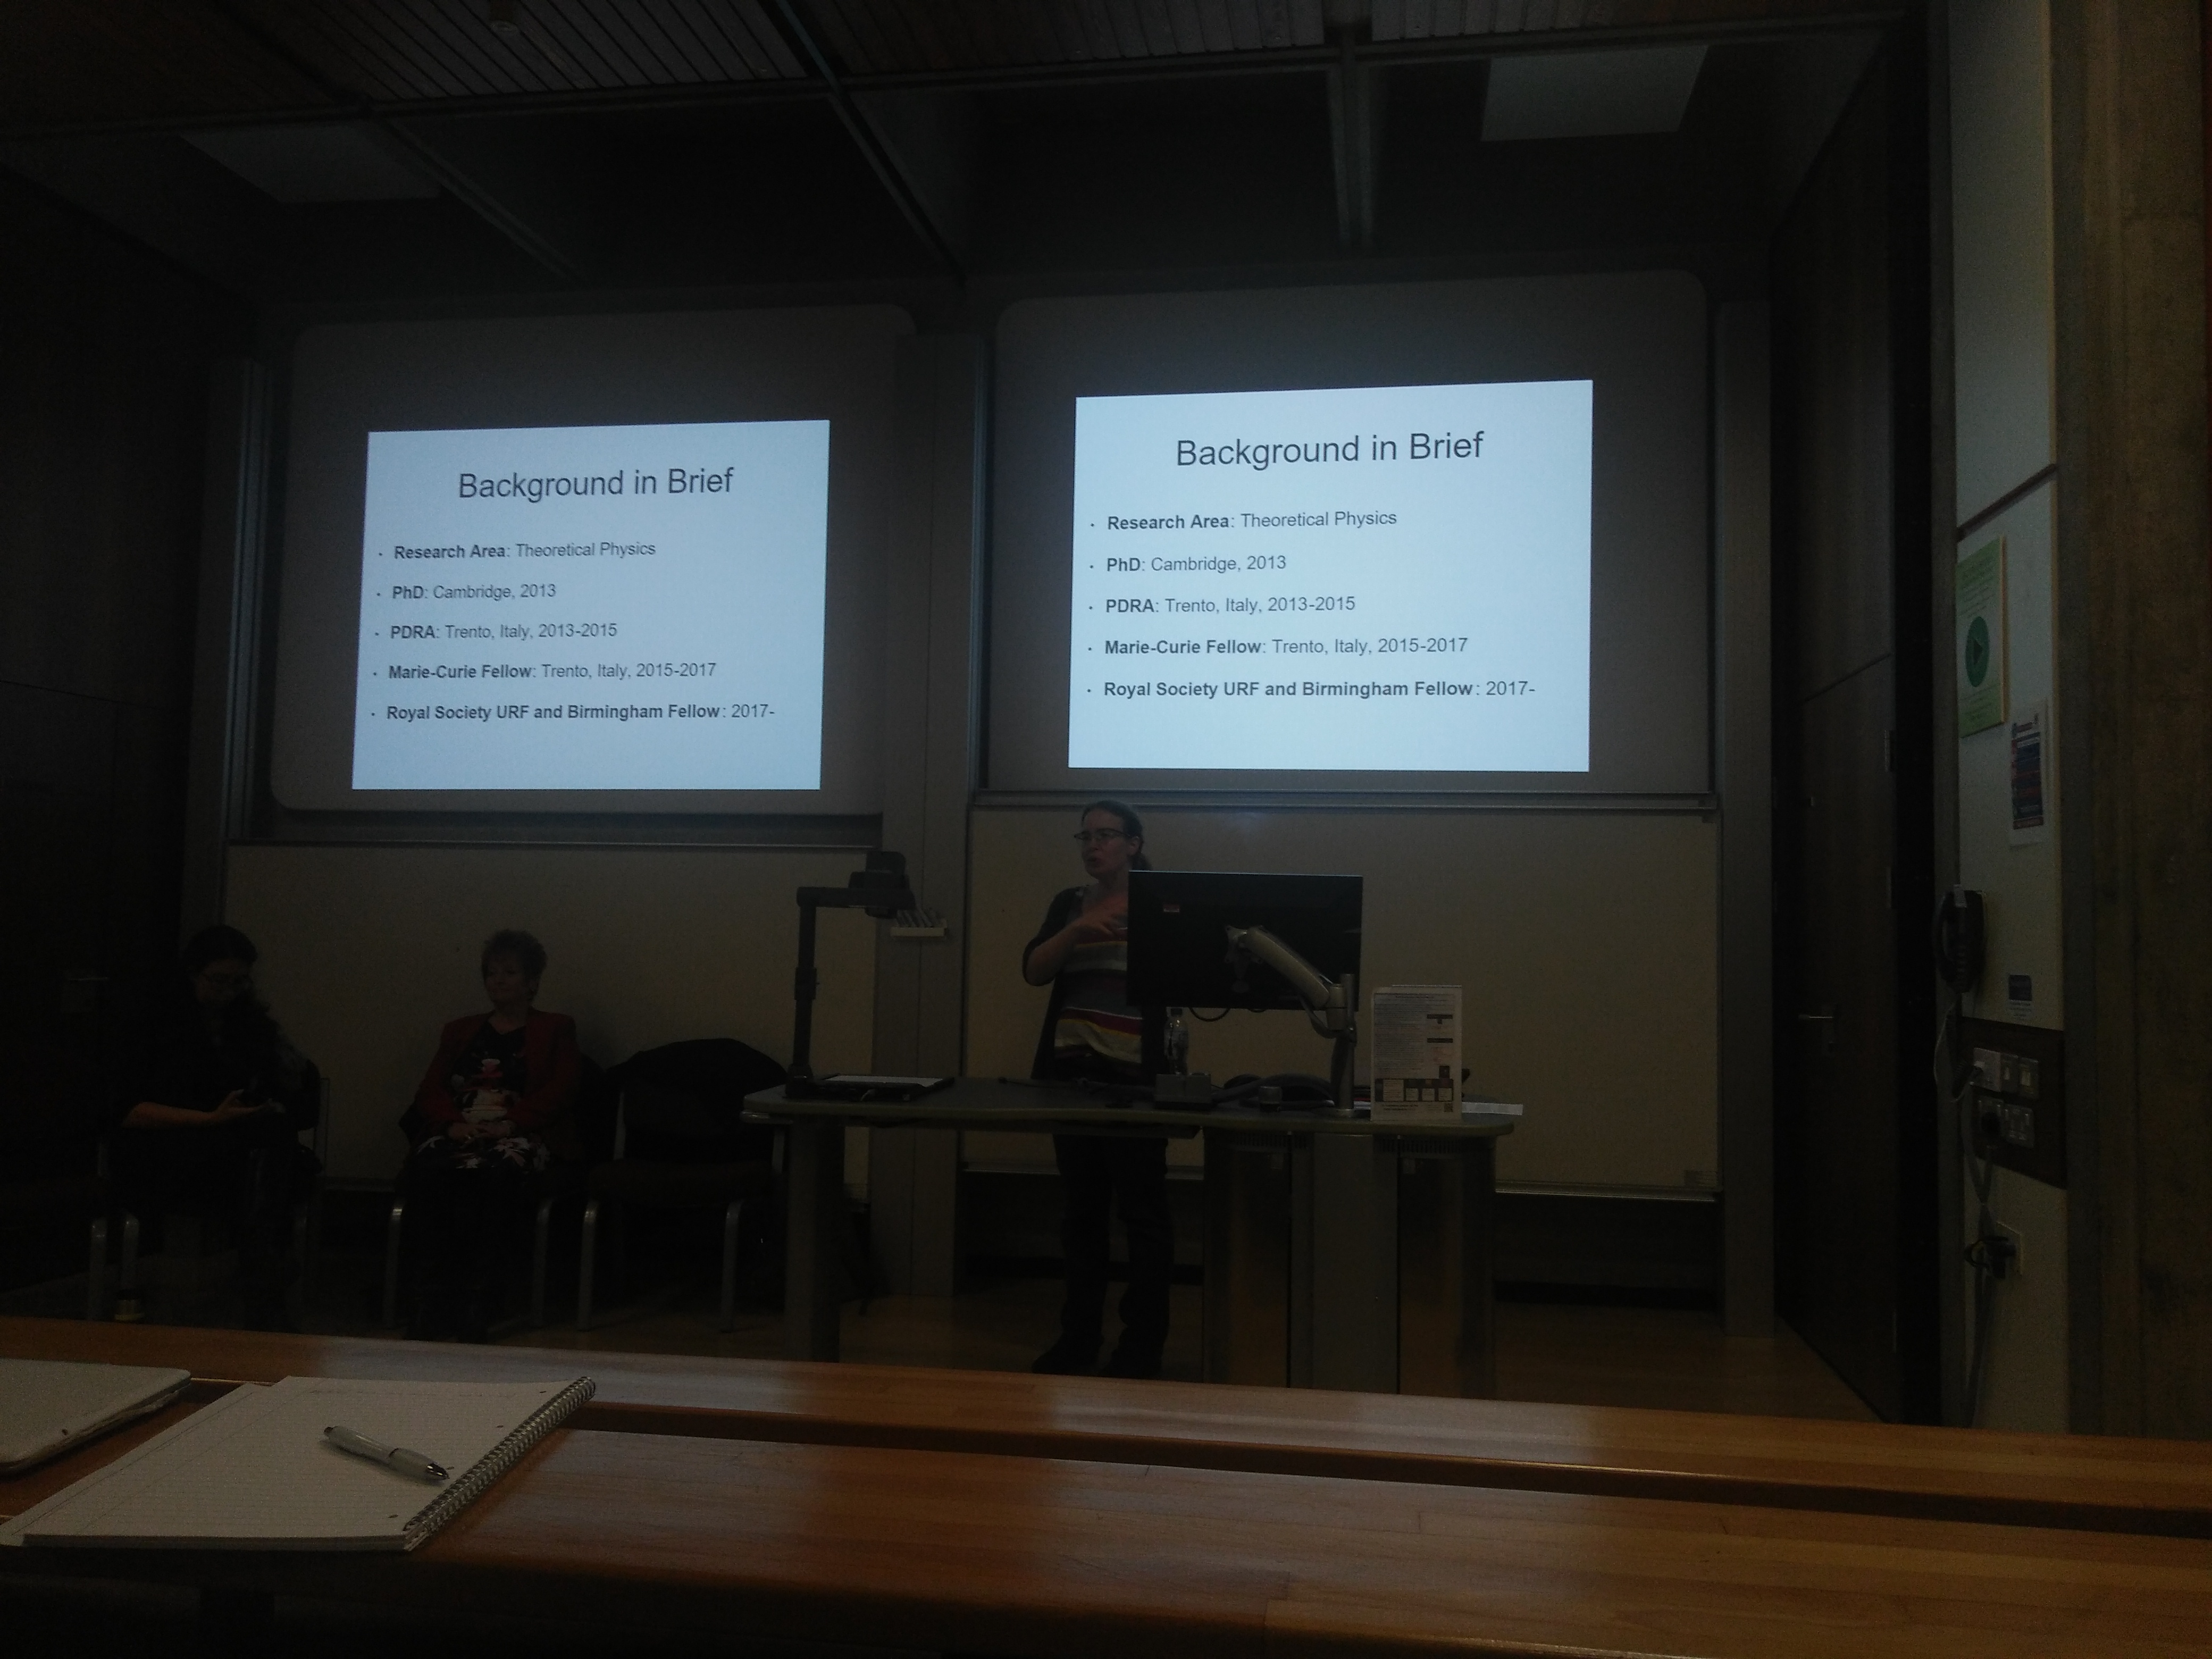 Background in Brief
· Research Area: Theoretical Physics
· PhD: Cambridge, 2013
· PDRA: Trento, Italy, 2013-2015
· Marie-Curie Fellow: Trento, Italy, 2015-2017
· Royal Society URF and Birmingham Fellow: 2017-
Background in Brief
· Research Area: Theoretical Physics
· PhD: Cambridge, 2013
· PDRA: Trento, Italy, 2013-2015
· Marie-Curie Fellow: Trento, Italy, 2015-2017
· Royal Society URF and Birmingham Fellow: 2017-